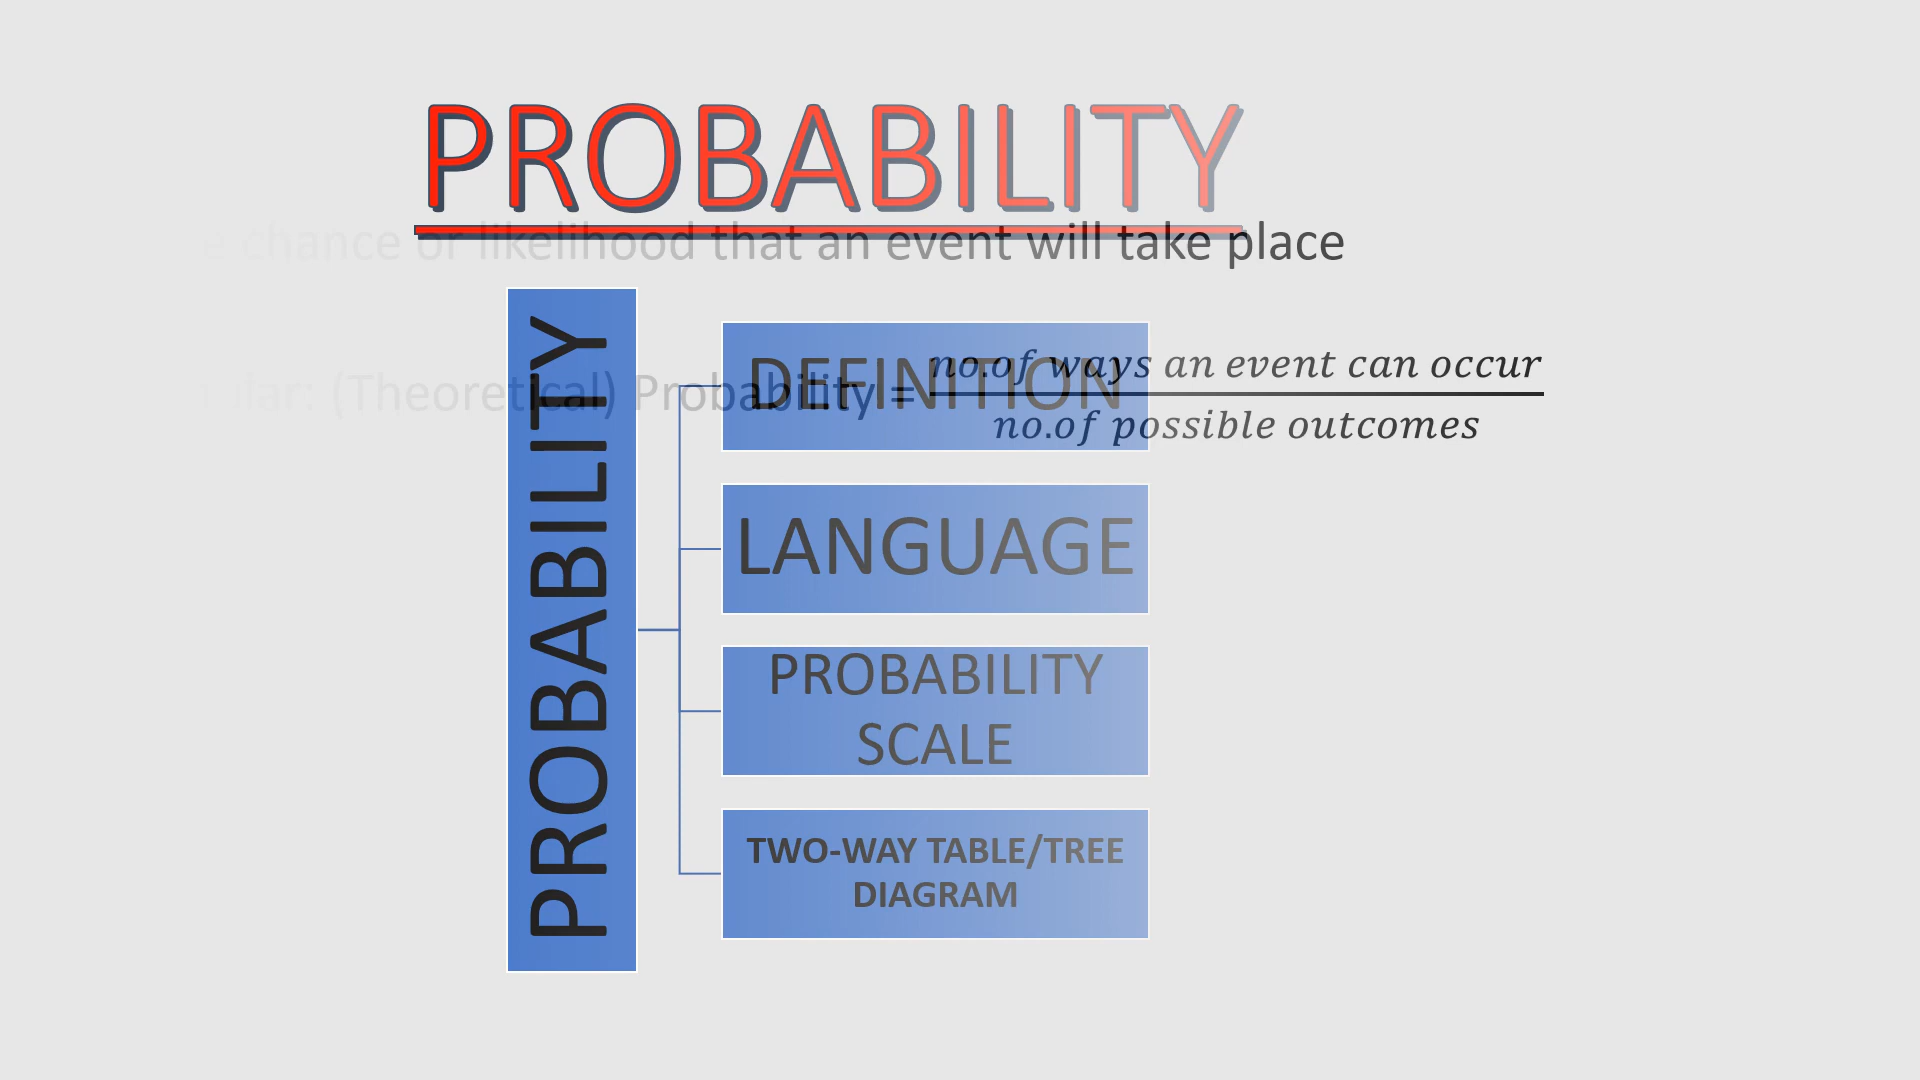 PROBABILITY
chance or likelihood that an event will take place
(Theoretical) Probability = no.of ways an event can occur
no.of possible outcomes
PROBABILITY
DEFINITION
LANGUAGE
PROBABILITY
SCALE
TWO-WAY TABLE/TREE
DIAGRAM